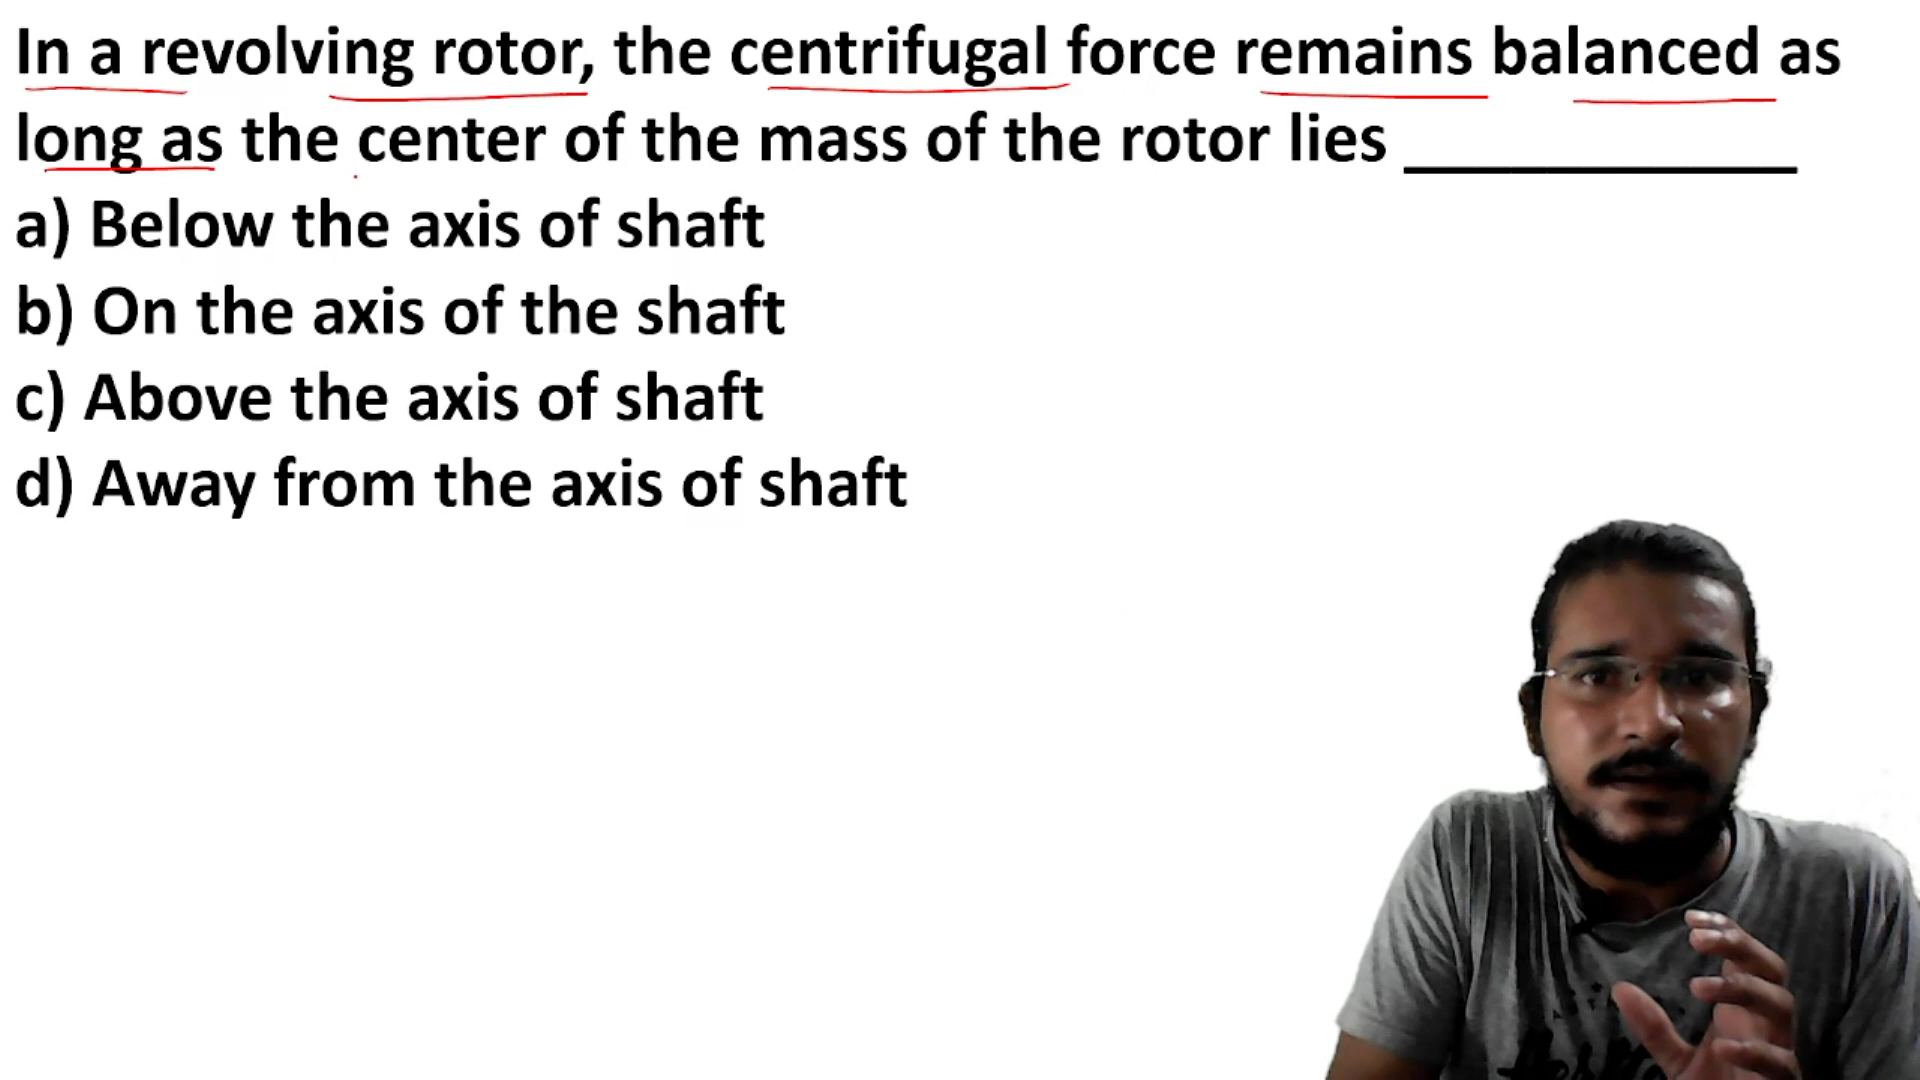 In a revolving rotor, the centrifugal force remains balanced as
long as the center of the mass of the rotor lies ____________
a) Below the axis of shaft
b) On the axis of the shaft
c) Above the axis of shaft
d) Away from the axis of shaft